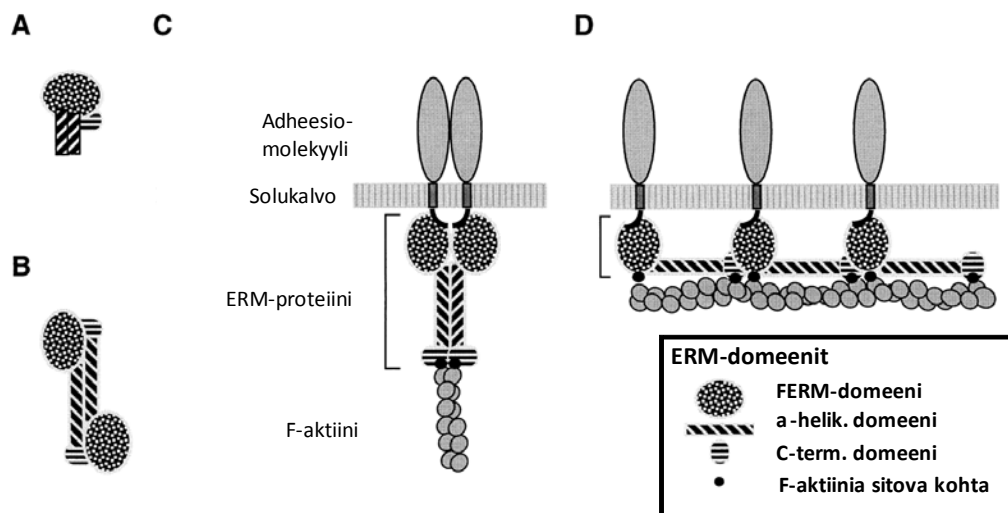 A
C
D
Adheesio-
molekyyli
Solukalvo
B
ERM-proteiini
F-aktiini
ERM-domeenit
FERM-domeeni
a-helik. domeeni
C-term. domeeni
F-aktiinia sitova kohta